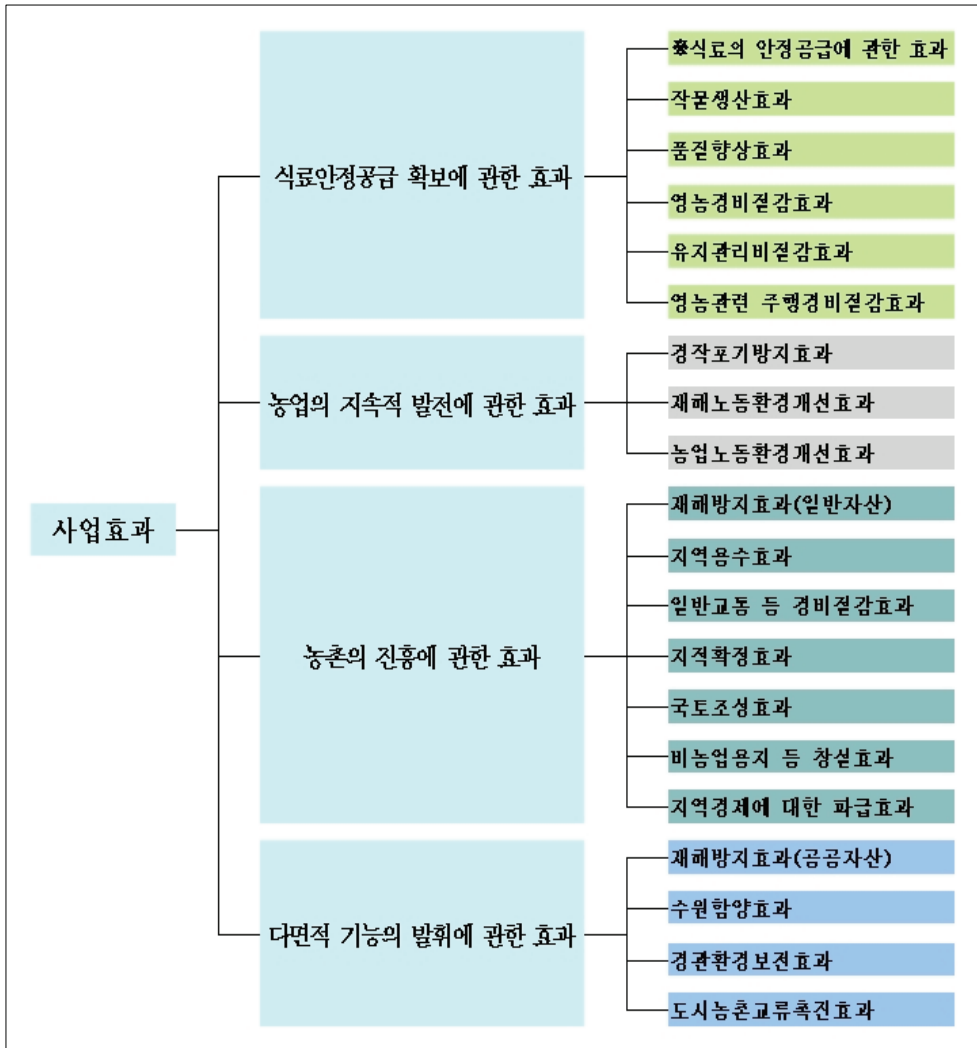 사업효과
식료안정공급 확보에 관한 효과
※식료의 안정공급에 관한 효과
작물생산효과
품질향상효과
영농경비절감효과
유지관리비절감효과
영농관련 주행경비절감효과
농업의 지속적 발전에 관한 효과
경작포기방지효과
재해노동환경개선효과
농업노동환경개선효과
농촌의 진흥에 관한 효과
재해방지효과(일반자산)
지역용수효과
일반교통 등 경비절감효과
지적확정효과
국토조성효과
비농업용지 등 창설효과
지역경제에 대한 파급효과
다면적 기능의 발휘에 관한 효과
재해방지효과(공공자산)
수원함양효과
경관환경보전효과
도시농촌교류촉진효과